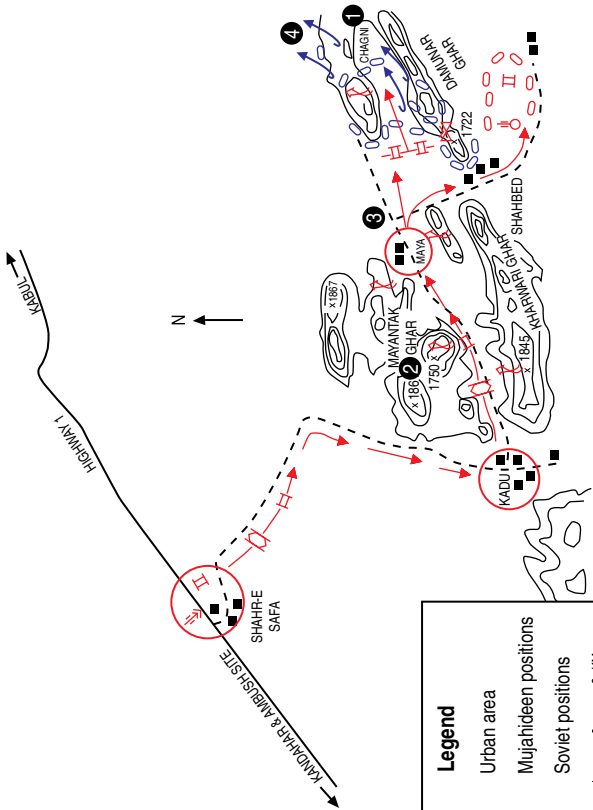 KABUL
HIGHWAY 1
N
4
1
CHAGNI
DAMUNAR
GHAR
x 1722
3
x1867
MAYANTAK
GHAR
2
x 186
1750 x
MAYA
SHAHBED
KHARWARI GHAR
x 1845
KADU
SHAHR-E
SAFA
KANDAHAR & AMBUSH SITE
Legend
Urban area
Mujahideen positions
Soviet positions